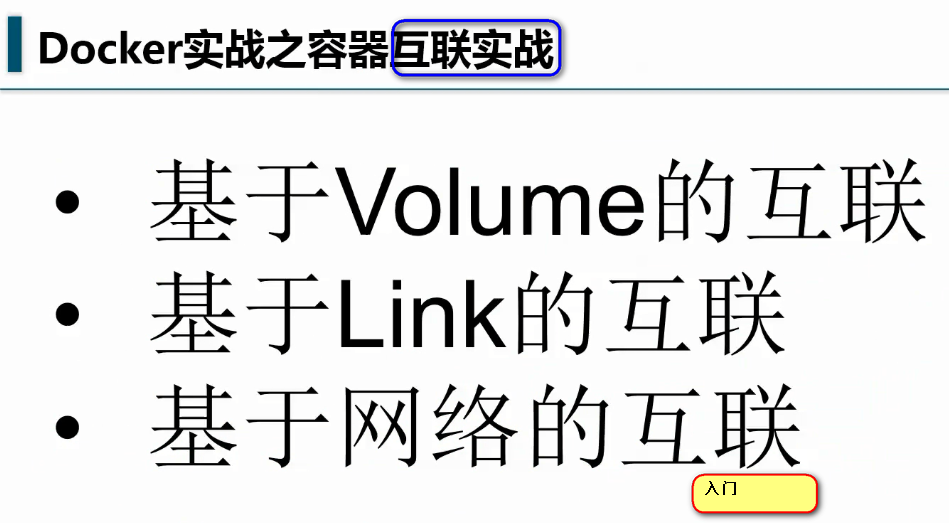 Docker实战之容器互联实战
• 基于Volume的互联
• 基于Link的互联
• 基于网络的互联
入门